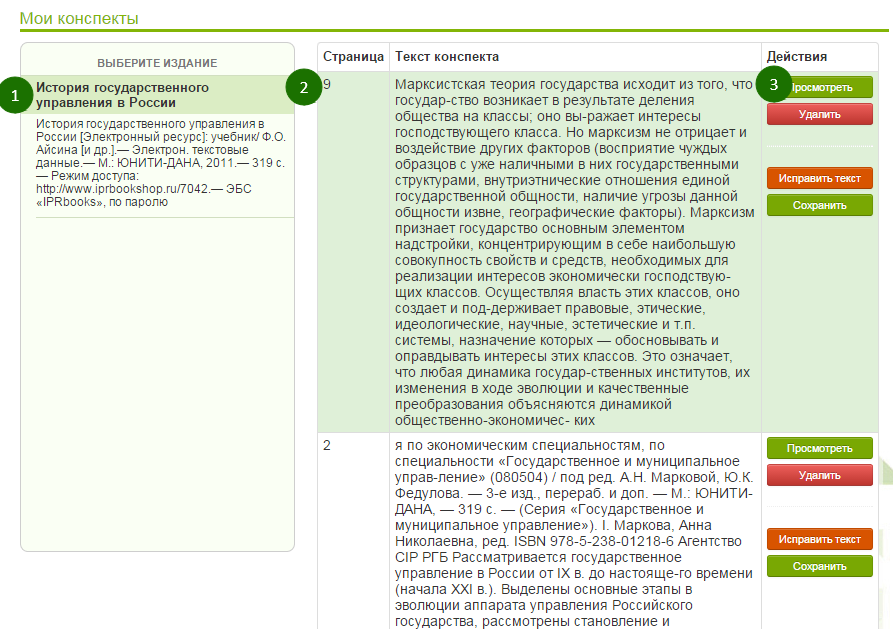 Мои конспекты
ВЫБЕРИТЕ ИЗДАНИЕ
1
История государственного
управления в России
История государственного управления в
России [Электронный ресурс]: учебник/ Ф.О.
Айсина [и др.].— Электрон. текстовые
данные.— М.: ЮНИТИ-ДАНА, 2011.— 319 с.
— Режим доступа:
http://www.iprbookshop.ru/7042.— ЭБС
«IPRbooks», по паролю
Страница Текст конспекта Действия
2
9
Марксистская теория государства исходит из того, что
государ-ство возникает в результате деления
общества на классы; оно вы-ражает интересы
господствующего класса. Но марксизм не отрицает и
воздействие других факторов (восприятие чуждых
образцов с уже наличными в них государственными
структурами, внутриэтнические отношения единой
государственной общности, наличие угрозы данной
общности извне, географические факторы). Марксизм
признает государство основным элементом
надстройки, концентрирующим в себе наибольшую
совокупность свойств и средств, необходимых для
реализации интересов экономически господствую-
щих классов. Осуществляя власть этих классов, оно
создает и под-держивает правовые, этические,
идеологические, научные, эстетические и т.п.
системы, назначение которых — обосновывать и
оправдывать интересы этих классов. Это означает,
что любая динамика государ-ственных институтов, их
изменения в ходе эволюции и качественные
преобразования объясняются динамикой
общественно-экономичес- ких
3
росмотреть
Удалить
Исправить текст
Сохранить
2
я по экономическим специальностям, по
специальности «Государственное и муниципальное
управ-ление» (080504) / под ред. А.Н. Марковой, Ю.К.
Федулова. — 3-е изд., перераб. и доп. — М.: ЮНИТИ-
ДАНА, — 319 с. — (Серия «Государственное и
муниципальное управление»). I. Маркова, Анна
Николаевна, ред. ISBN 978-5-238-01218-6 Агентство
CIP РГБ Рассматривается государственное
управление в России от IX в. до настояще-го времени
(начала XXI в.). Выделены основные этапы в
эволюции аппарата управления Российского
государства, рассмотрены становление и
Просмотреть
Удалить
Исправить текст
Сохранить